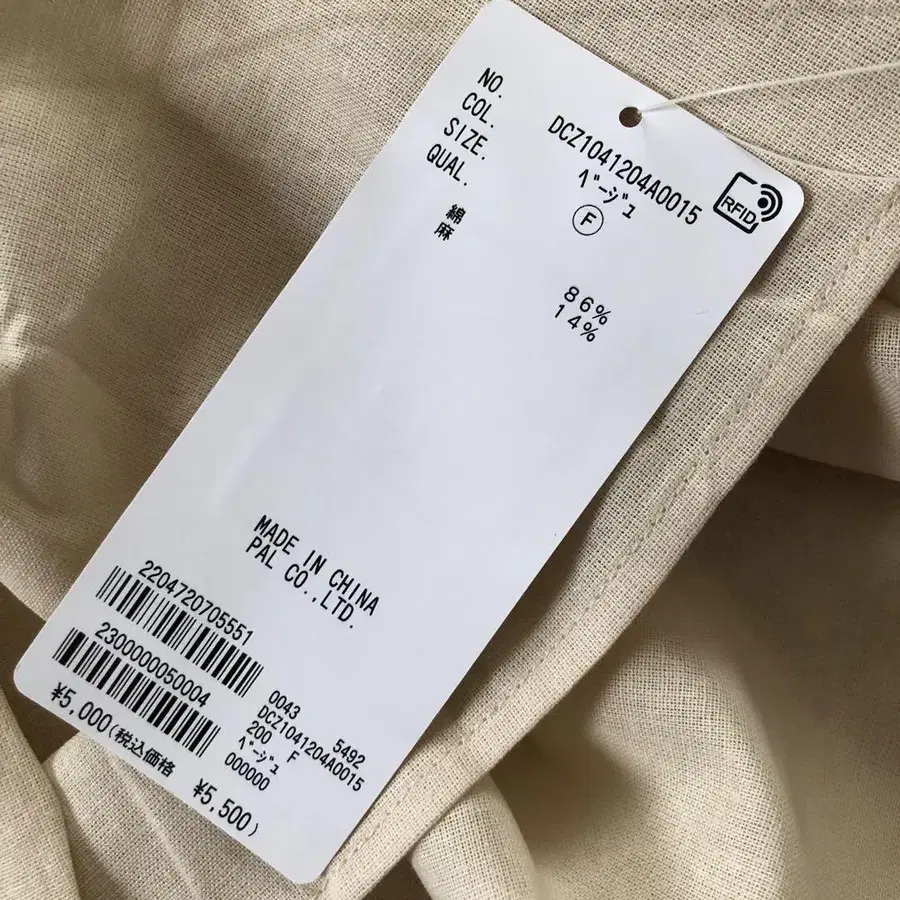 NO. DCZ1041204A0015
COL. ベージュ
SIZE. F
QUAL.
綿 86%
麻 14%
RFID
MADE IN CHINA
PAL CO.,LTD.
2204720705551
2300000050004
0043 5492
DCZ1041204A0015
200 F
ベージュ
000000
¥5,000(税込価格 ¥5,500)